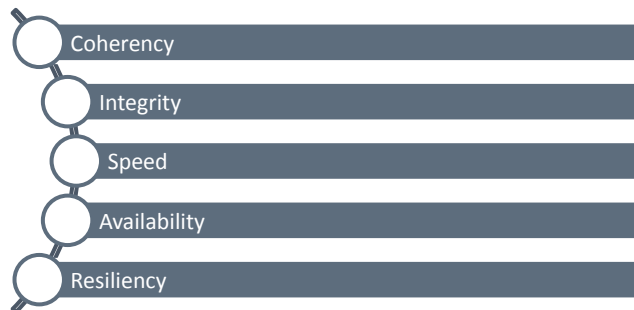 Coherency
Integrity
Speed
Availability
Resiliency